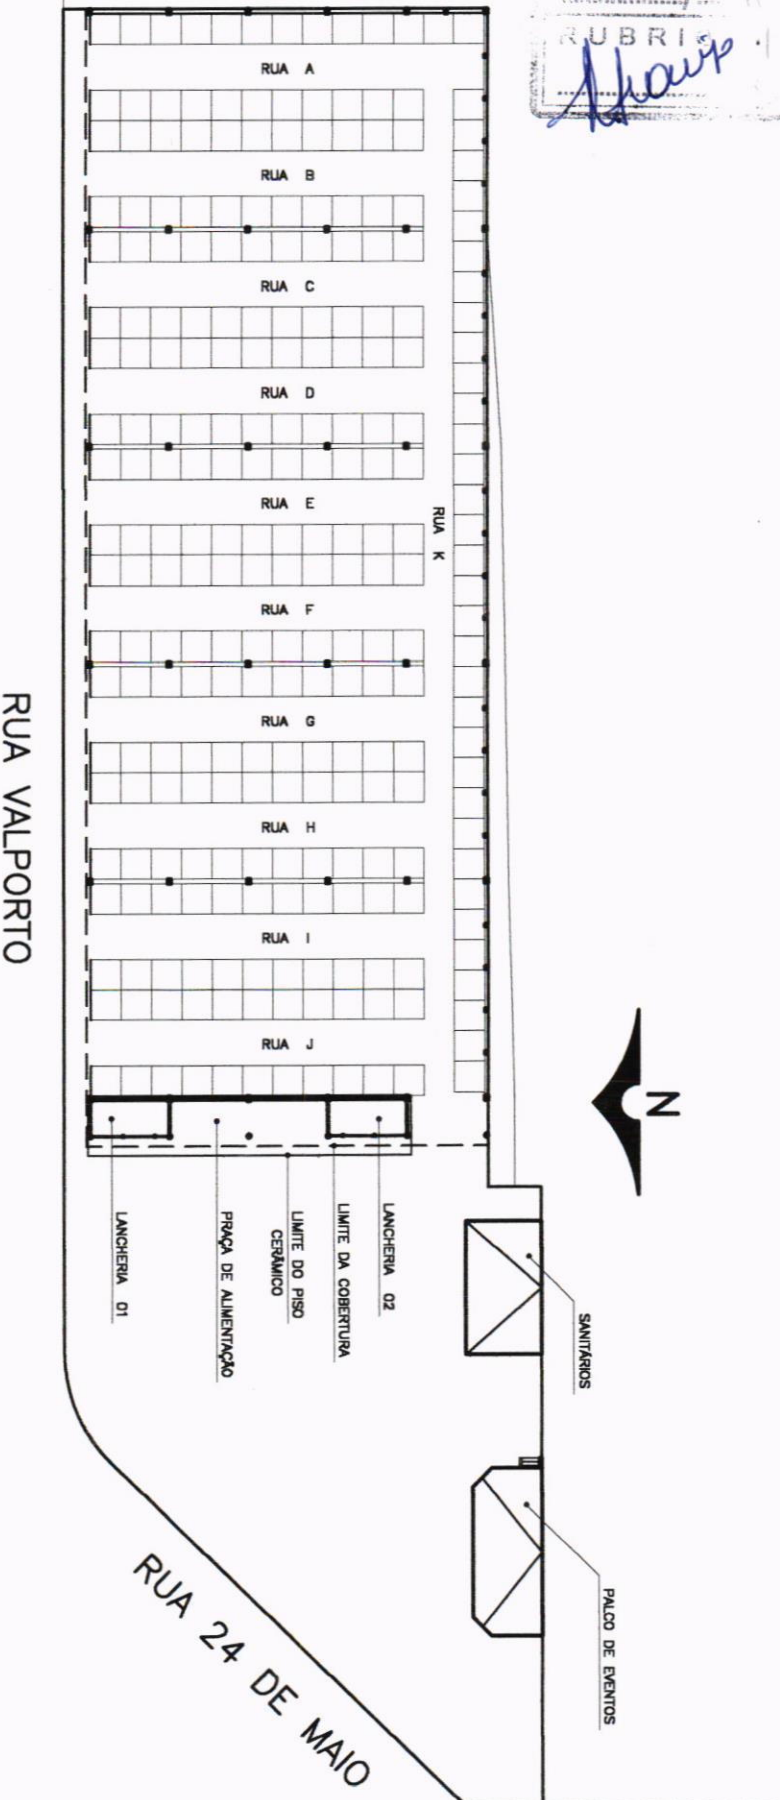 RUBRI
RUA A
RUA B
RUA C
RUA D
RUA E
RUA K
RUA F
RUA G
RUA H
RUA I
RUA J
RUA VALPORTO
N
LANCHERIA 01
PRAÇA DE ALIMENTAÇÃO
LIMITE DO PISO
CERÂMICO
LIMITE DA COBERTURA
LANCHERIA 02
SANITÁRIOS
PALCO DE EVENTOS
RUA 24 DE MAIO